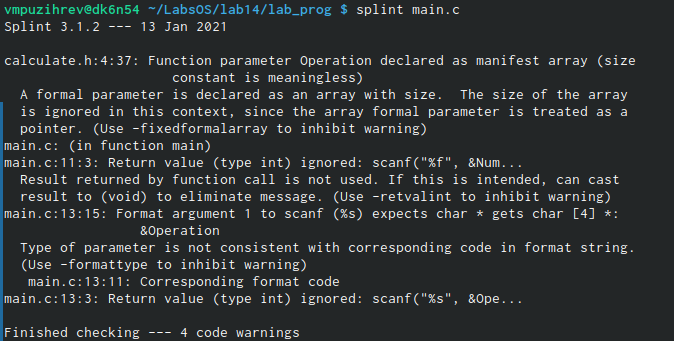 vmpuzihrev@dk6n54 ~/LabsOS/lab14/lab_prog $ splint main.c
Splint 3.1.2 --- 13 Jan 2021
calculate.h:4:37: Function parameter Operation declared as manifest array (size
constant is meaningless)
A formal parameter is declared as an array with size.  The size of the array
is ignored in this context, since the array formal parameter is treated as a
pointer. (Use -fixedformalarray to inhibit warning)
main.c: (in function main)
main.c:11:3: Return value (type int) ignored: scanf("%f", &Num...
Result returned by function call is not used. If this is intended, can cast
result to (void) to eliminate message. (Use -retvalint to inhibit warning)
main.c:13:15: Format argument 1 to scanf (%s) expects char * gets char [4] *:
&Operation
Type of parameter is not consistent with corresponding code in format string.
(Use -formattype to inhibit warning)
main.c:13:11: Corresponding format code
main.c:13:3: Return value (type int) ignored: scanf("%s", &Ope...
Finished checking --- 4 code warnings